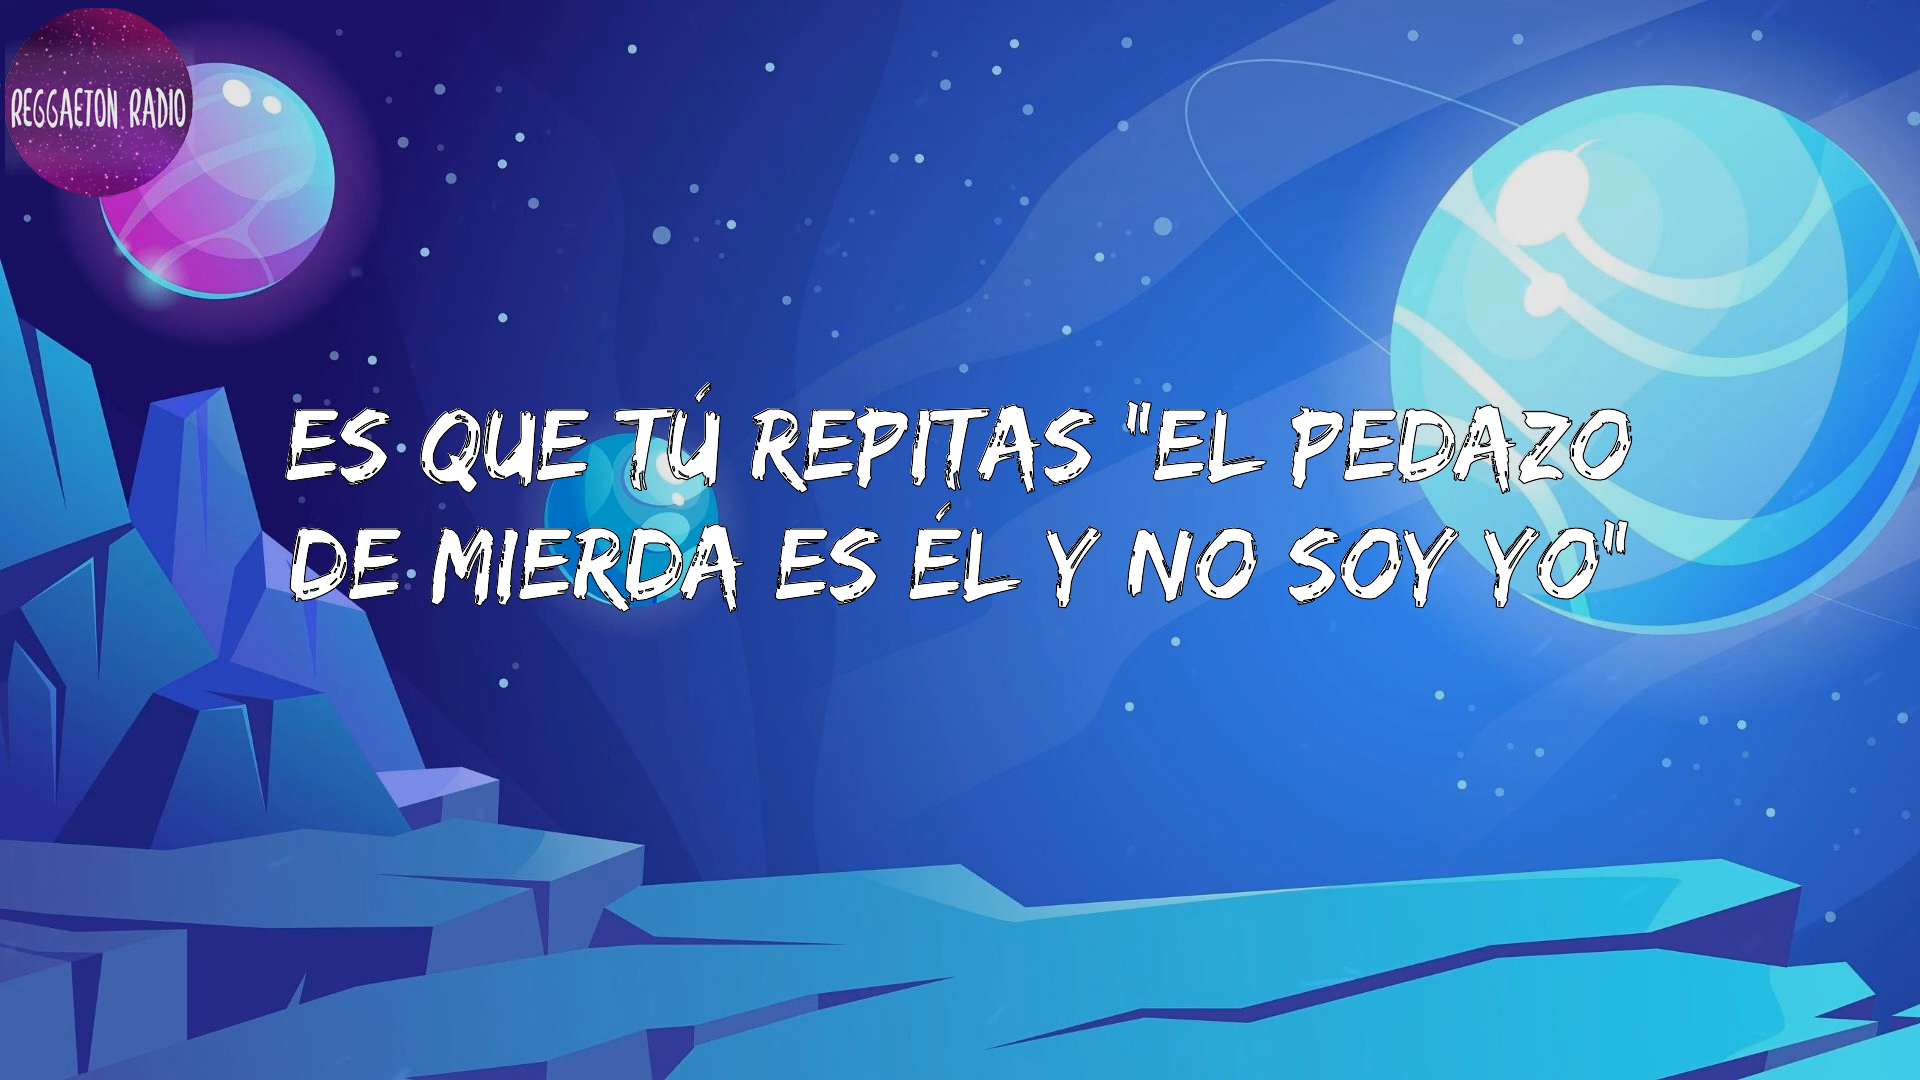 REGGAETON RADIO
ES QUE TÚ REPITAS "EL PEDAZO
DE MIERDA ES ÉL Y NO SOY YO"